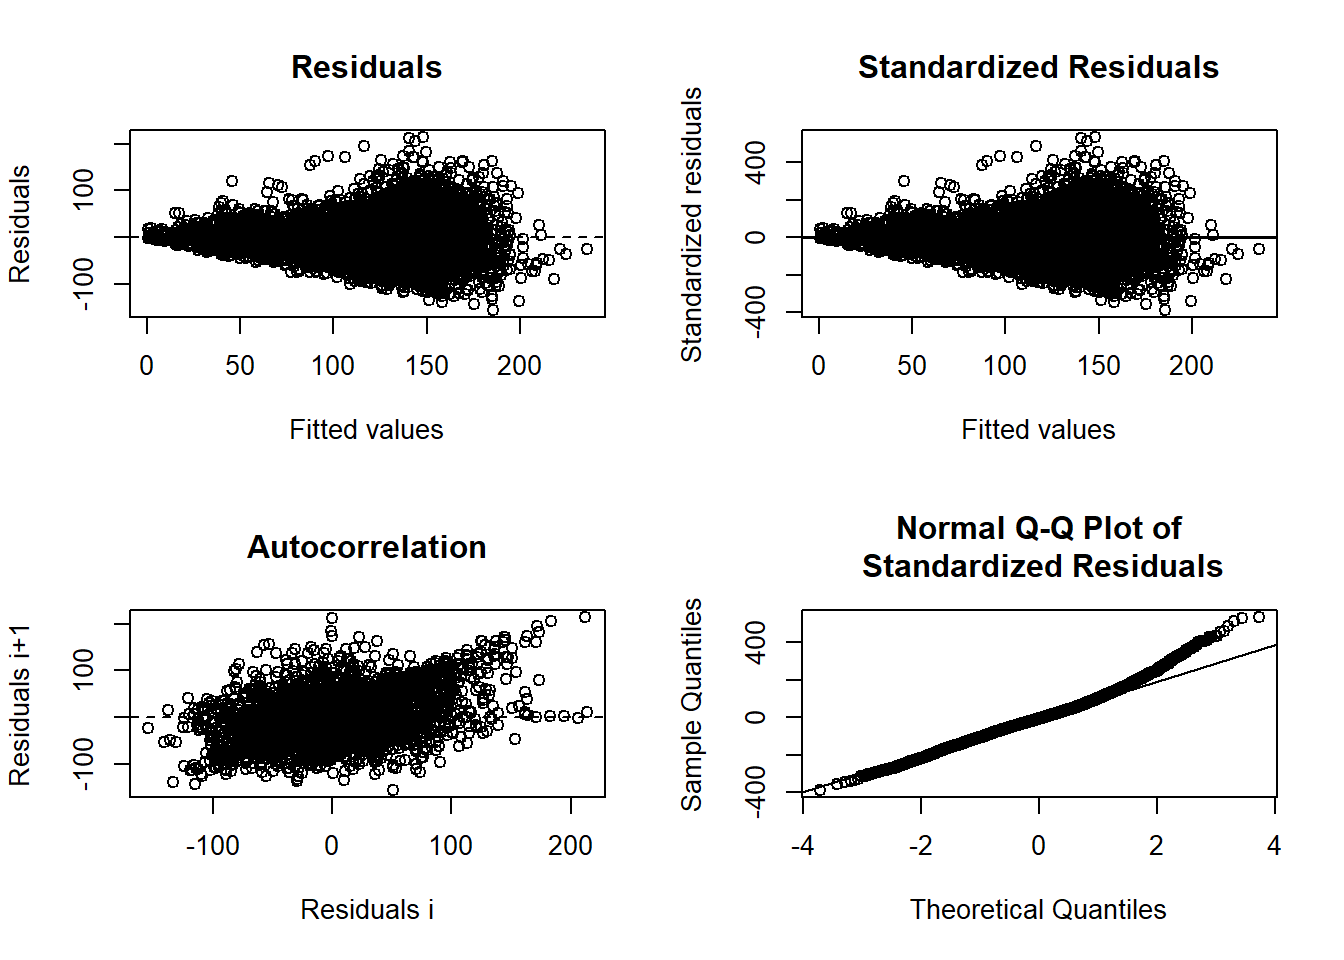 Residuals
Residuals
-100 100
0 50 100 150 200
Fitted values
Standardized Residuals
Standardized residuals
-400 0 400
0 50 100 150 200
Fitted values
Autocorrelation
Residuals i+1
-100 100
-100 0 100 200
Residuals i
Normal Q-Q Plot of
Standardized Residuals
Sample Quantiles
-400 0 400
-4 -2 0 2 4
Theoretical Quantiles